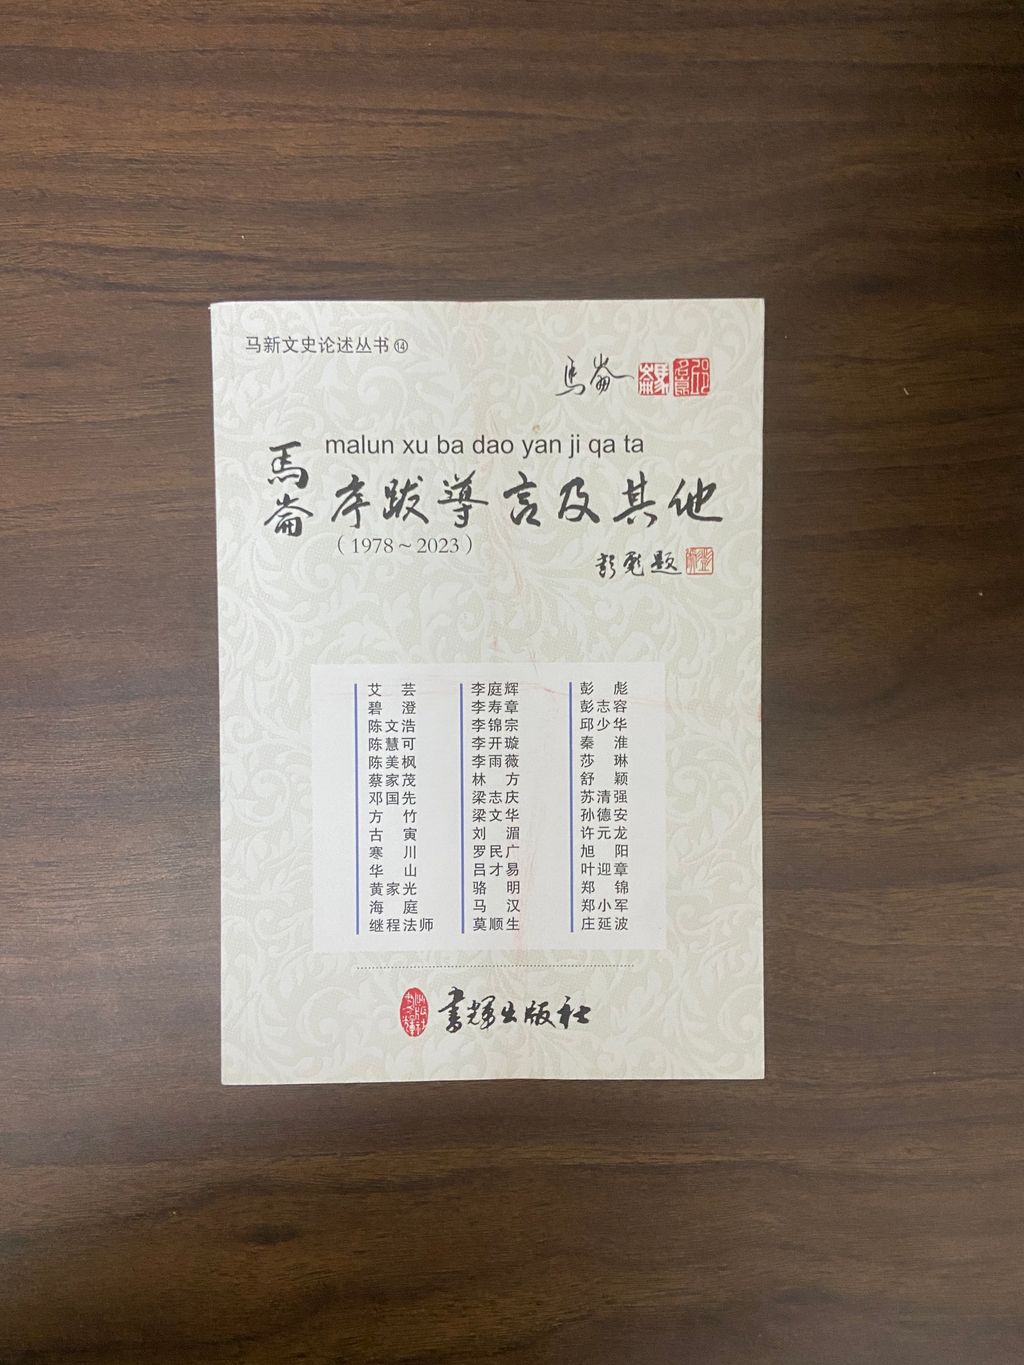 马新文史论述丛书⑭
馬崙
malun xu ba dao yan ji qa ta
馬崙
序跋導言及其他
（1978～2023）
彭彪题
艾芸
碧澄
陈文浩
陈慧可
陈美枫
蔡家茂
邓国先
方竹
古寅
寒川
华山
黄家光
海庭
继程法师
李庭辉
李寿章
李锦宗
李开璇
李雨薇
林方
梁志庆
梁文华
刘湄
罗民广
吕才易
骆明
马汉
莫顺生
彭彪
彭志容
邱少华
秦淮
莎琳
舒颖
苏清强
孙德安
许元龙
旭阳
叶迎章
郑锦
郑小军
庄延波
書輝出版社